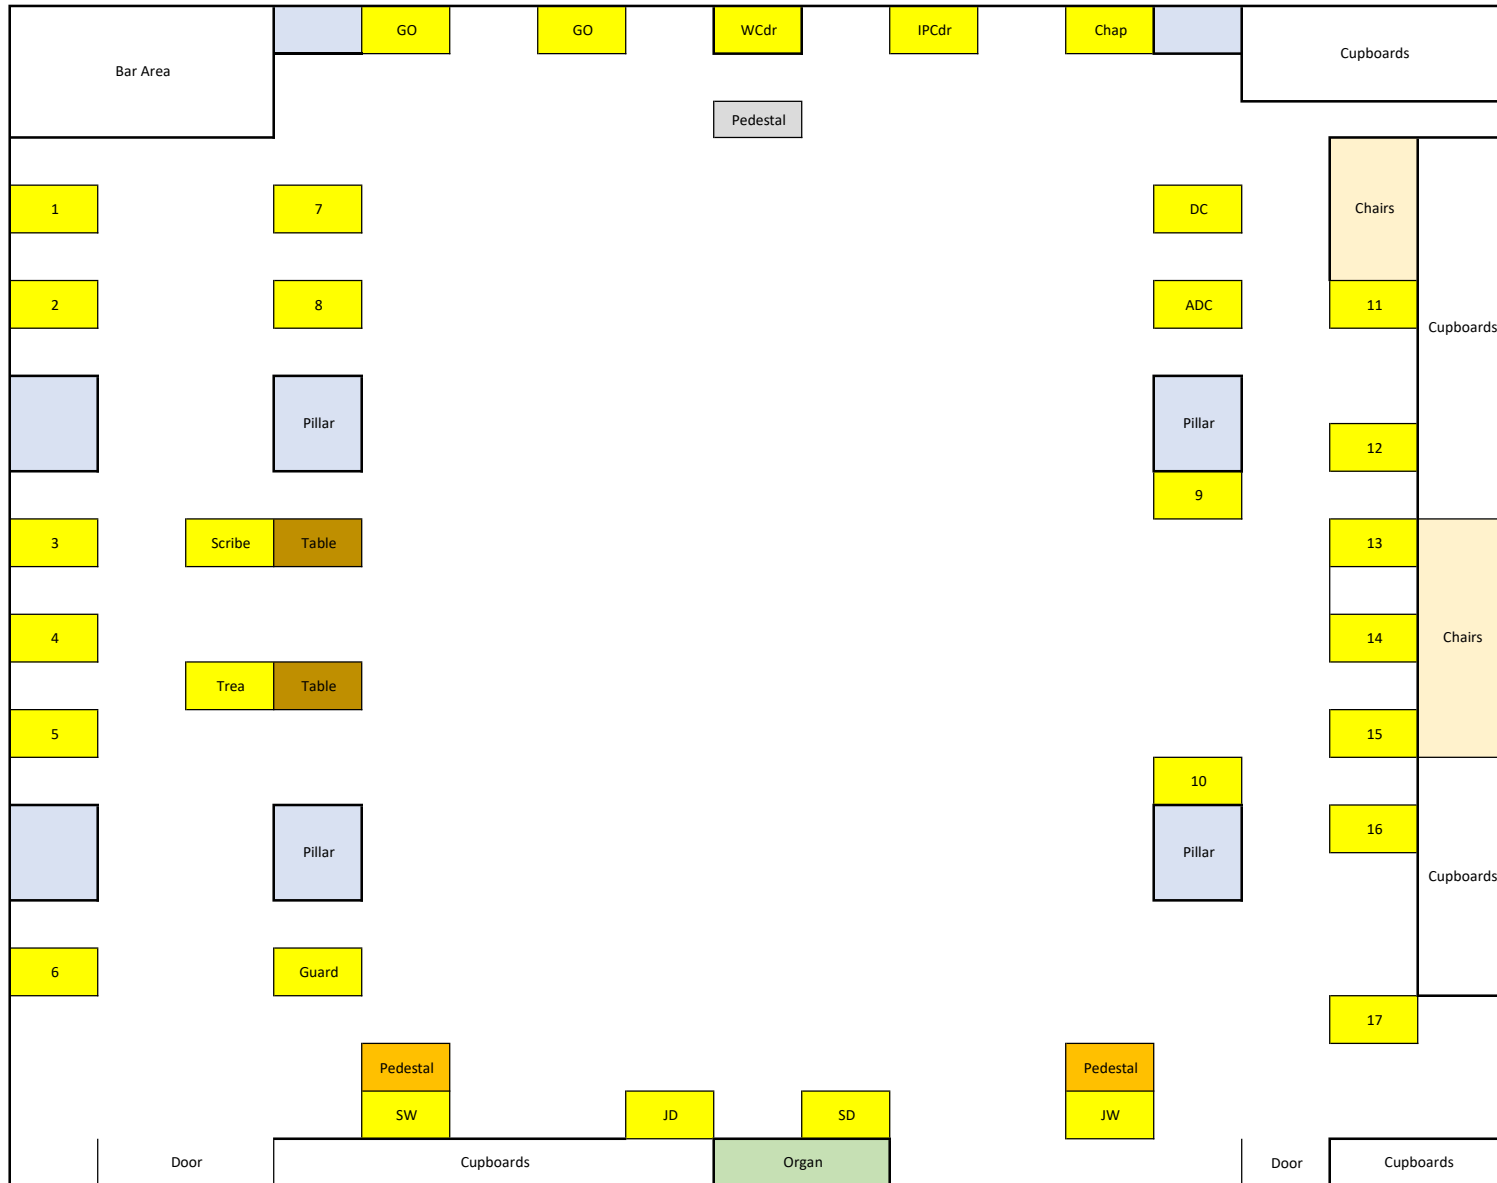 GO
GO
WCdr
IPCdr
Chap
Bar Area
Cupboards
Pedestal
1
7
DC
Chairs
2
8
ADC
11
Cupboards
Pillar
Pillar
12
9
3
Scribe
Table
13
4
14
Chairs
Trea
Table
5
15
10
16
Pillar
Pillar
Cupboards
6
Guard
17
Pedestal
Pedestal
SW
JD
SD
JW
Door
Cupboards
Organ
Door
Cupboards